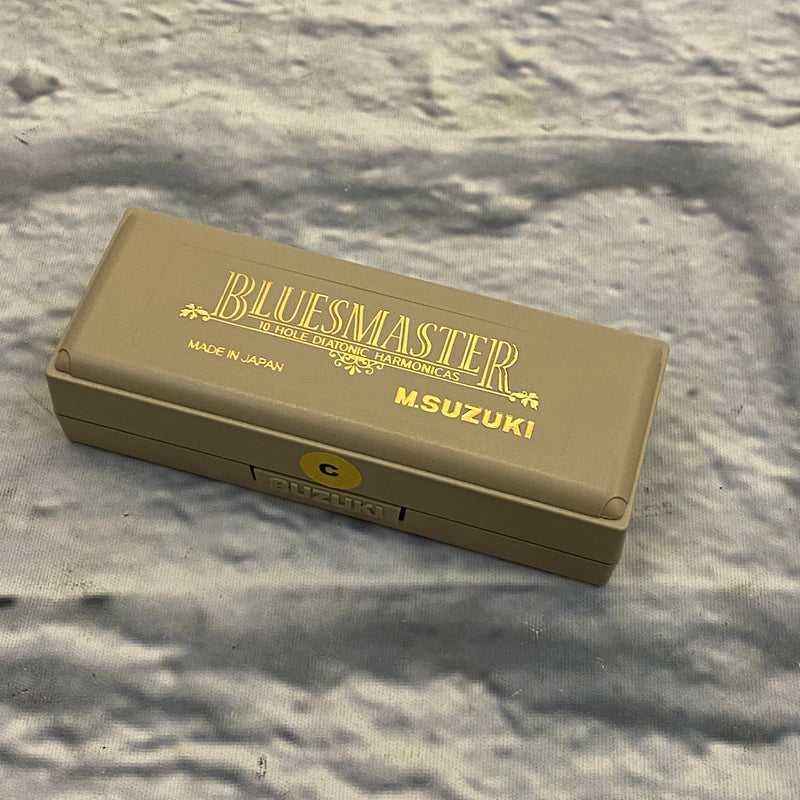 BLUESMASTER
10 HOLE DIATONIC HARMONICAS
MADE IN JAPAN
M.SUZUKI
C
SUZUKI